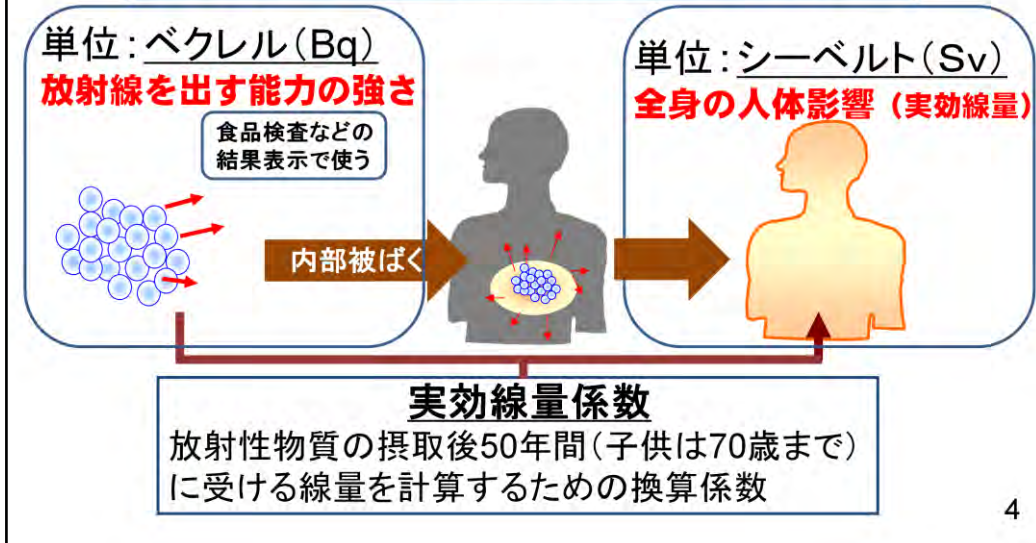 単位：ベクレル（Bq）
放射線を出す能力の強さ
食品検査などの
結果表示で使う
内部被ばく
単位：シーベルト（Sv）
全身の人体影響（実効線量）
実効線量係数
放射性物質の摂取後50年間（子供は70歳まで）
に受ける線量を計算するための換算係数
4